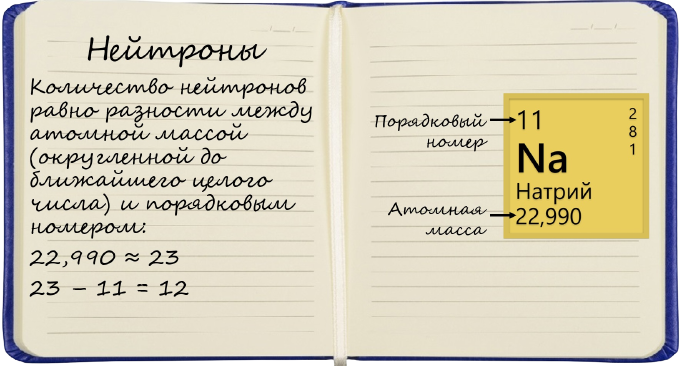 Нейтроны
Количество нейтронов
равно разности между
атомной массой
(округленной до
ближайшего целого
числа) и порядковым
номером:
22,990 ≈ 23
23 – 11 = 12
Порядковый
номер
11
2
8
1
Na
Натрий
22,990
Атомная
масса